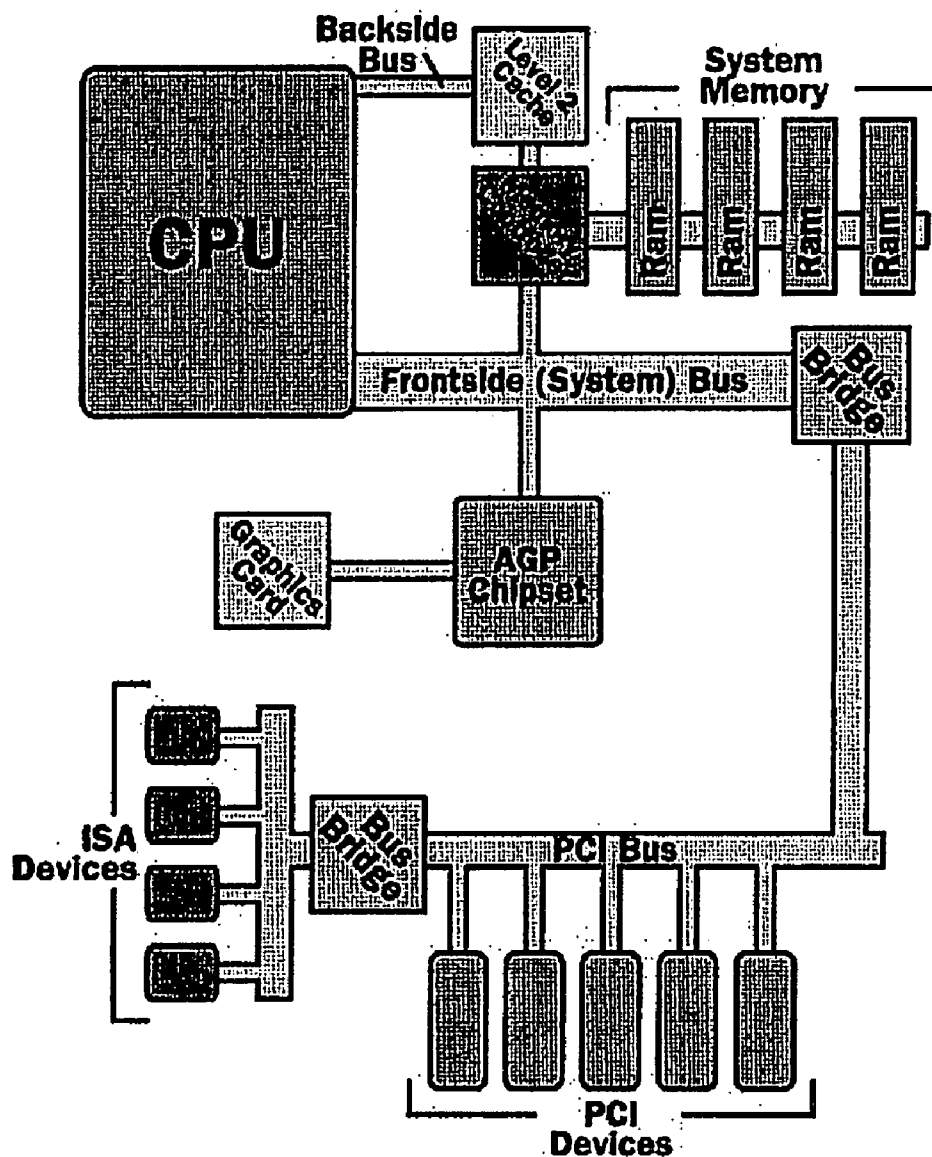 Backside
Bus
Level 2
Cache
System
Memory
CPU
Ram
Ram
Ram
Ram
Frontside (System) Bus
Bus
Bridge
Graphics
Card
AGP
Chipset
ISA
Devices
Bus
Bridge
PCI Bus
PCI
Devices